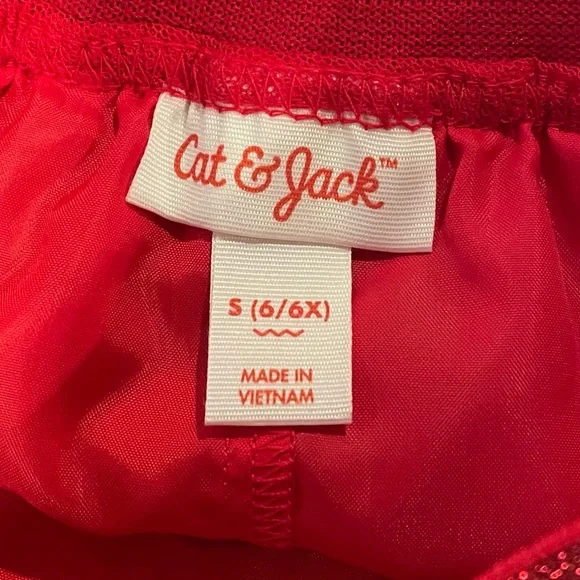 Cat & Jack™
S (6/6X)
MADE IN
VIETNAM